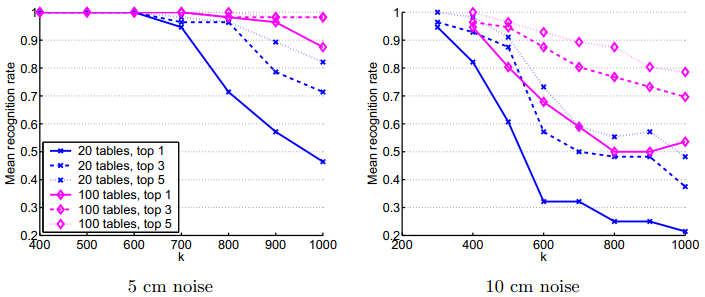 1
0.9
0.8
0.7
0.6
0.5
0.4
0.3
0.2
Mean recognition rate
20 tables, top 1
20 tables, top 3
20 tables, top 5
100 tables, top 1
100 tables, top 3
100 tables, top 5
400 500 600 700 800 900 1000
k
5 cm noise
1
0.9
0.8
0.7
0.6
0.5
0.4
0.3
0.2
Mean recognition rate
200 400 600 800 1000
k
10 cm noise